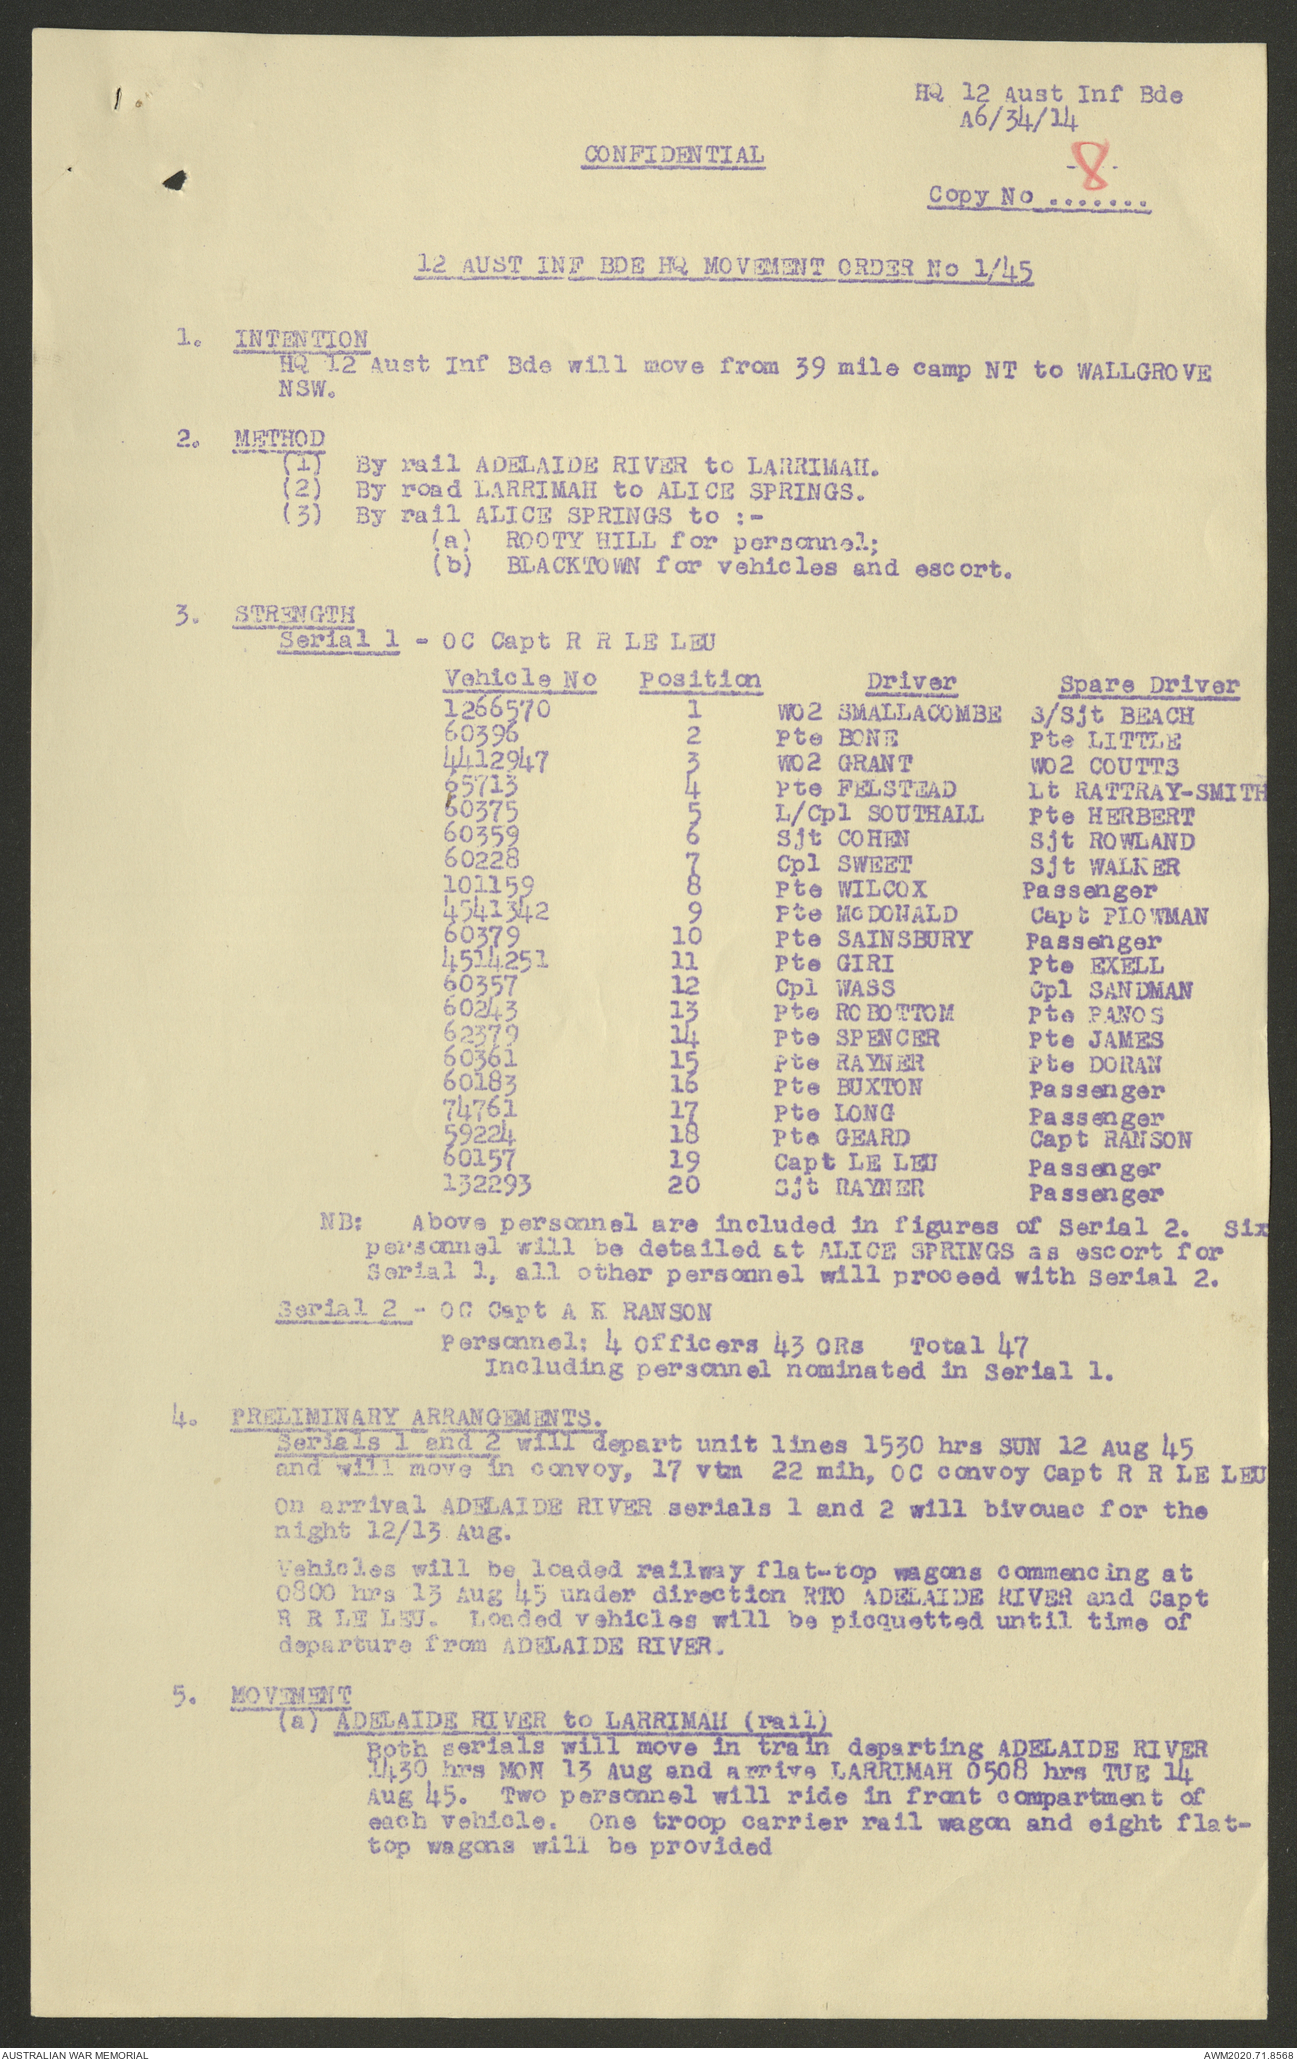 HQ 12 Aust Inf Bde
A6/34/14
CONFIDENTIAL
8
Copy No .......
12 AUST INF BDE HQ MOVEMENT ORDER No 1/45
1. INTENTION
HQ 12 Aust Inf Bde will move from 39 mile camp NT to WALLGROVE
NSW.
2. METHOD
(1) By rail ADELAIDE RIVER to LARRIMAH.
(2) By road LARRIMAH to ALICE SPRINGS.
(3) By rail ALICE SPRINGS to :-
(a) ROOTY HILL for personnel;
(b) BLACKTOWN for vehicles and escort.
3. STRENGTH
Serial 1 - OC Capt R R LE LEU
Vehicle No Position Driver Spare Driver
1266570 1 WO2 SMALLACOMBE S/Sjt BEACH
60396 2 Pte BONE Pte LITTLE
4412947 3 WO2 GRANT WO2 COUTTS
65713 4 Pte FELSTEAD Lt RATTRAY-SMITH
60375 5 L/Cpl SOUTHALL Pte HERBERT
60359 6 Sjt COHEN Sjt ROWLAND
60228 7 Cpl SWEET Sjt WALKER
101159 8 Pte WILCOX Passenger
4541342 9 Pte McDONALD Capt PLOWMAN
60379 10 Pte SAINSBURY Passenger
4514251 11 Pte GIRI Pte EXELL
60357 12 Cpl WASS Cpl SANDMAN
60243 13 Pte ROBOTTOM Pte PANOS
62379 14 Pte SPENCER Pte JAMES
60361 15 Pte RAYNER Pte DORAN
60183 16 Pte BUXTON Passenger
74761 17 Pte LONG Passenger
59224 18 Pte GEARD Capt RANSON
60157 19 Capt LE LEU Passenger
132293 20 Sjt RAYNER Passenger
NB: Above personnel are included in figures of Serial 2. Six
personnel will be detailed at ALICE SPRINGS as escort for
Serial 1, all other personnel will proceed with Serial 2.
Serial 2 - OC Capt A K RANSON
Personnel: 4 Officers 43 ORs Total 47
Including personnel nominated in Serial 1.
4. PRELIMINARY ARRANGEMENTS.
Serials 1 and 2 will depart unit lines 1530 hrs SUN 12 Aug 45
and will move in convoy, 17 vtm 22 mih, OC convoy Capt R R LE LEU
On arrival ADELAIDE RIVER serials 1 and 2 will bivouac for the
night 12/13 Aug.
Vehicles will be loaded railway flat-top wagons commencing at
0800 hrs 13 Aug 45 under direction RTO ADELAIDE RIVER and Capt
R R LE LEU. Loaded vehicles will be picquetted until time of
departure from ADELAIDE RIVER.
5. MOVEMENT
(a) ADELAIDE RIVER to LARRIMAH (rail)
Both serials will move in train departing ADELAIDE RIVER
1430 hrs MON 13 Aug and arrive LARRIMAH 0508 hrs TUE 14
Aug 45. Two personnel will ride in front compartment of
each vehicle. One troop carrier rail wagon and eight flat-
top wagons will be provided
AUSTRALIAN WAR MEMORIAL
AWM2020.71.8568